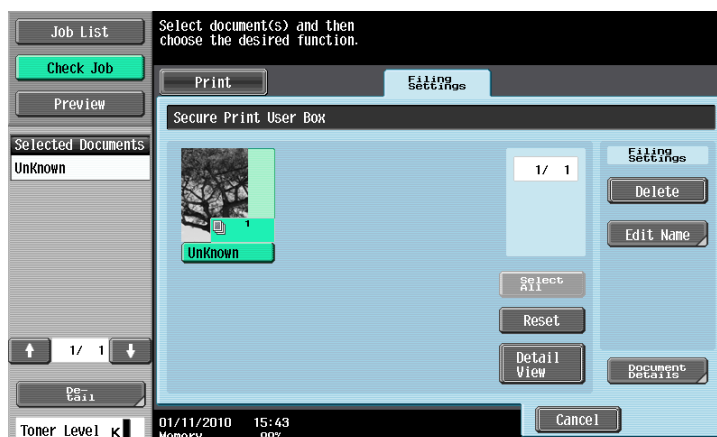 Job List
Check Job
Preview
Selected Documents
UnKnown
1/ 1
De-
tail
Toner Level K
Select document(s) and then
choose the desired function.
Print
Filing
Settings
Secure Print User Box
1
UnKnown
1/ 1
Select
All
Reset
Detail
View
Filing
Settings
Delete
Edit Name
Document
Details
Cancel
01/11/2010 15:43
Memory 00%